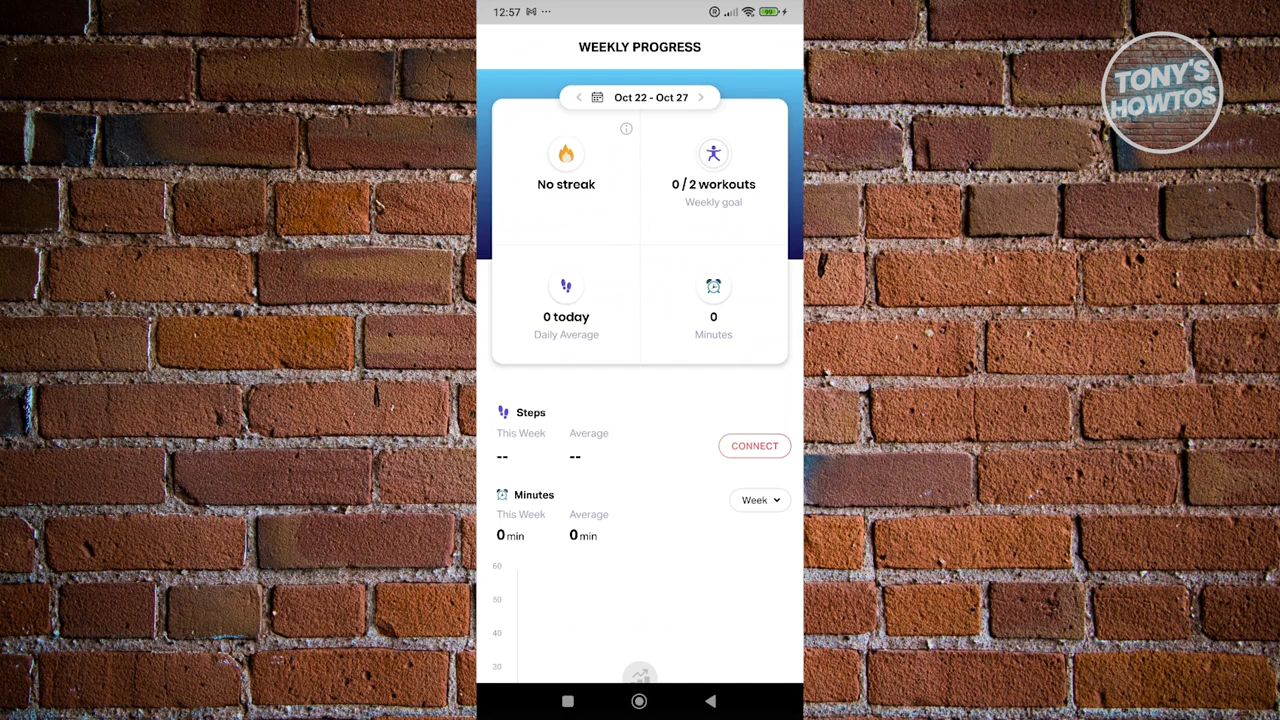 12:57
99
WEEKLY PROGRESS
TONY'S
HOWTOS
Oct 22 - Oct 27
No streak
0 / 2 workouts
Weekly goal
0 today
Daily Average
0
Minutes
Steps
This Week Average
-- --
CONNECT
Minutes
Week
This Week Average
0 min 0 min
60
50
40
30